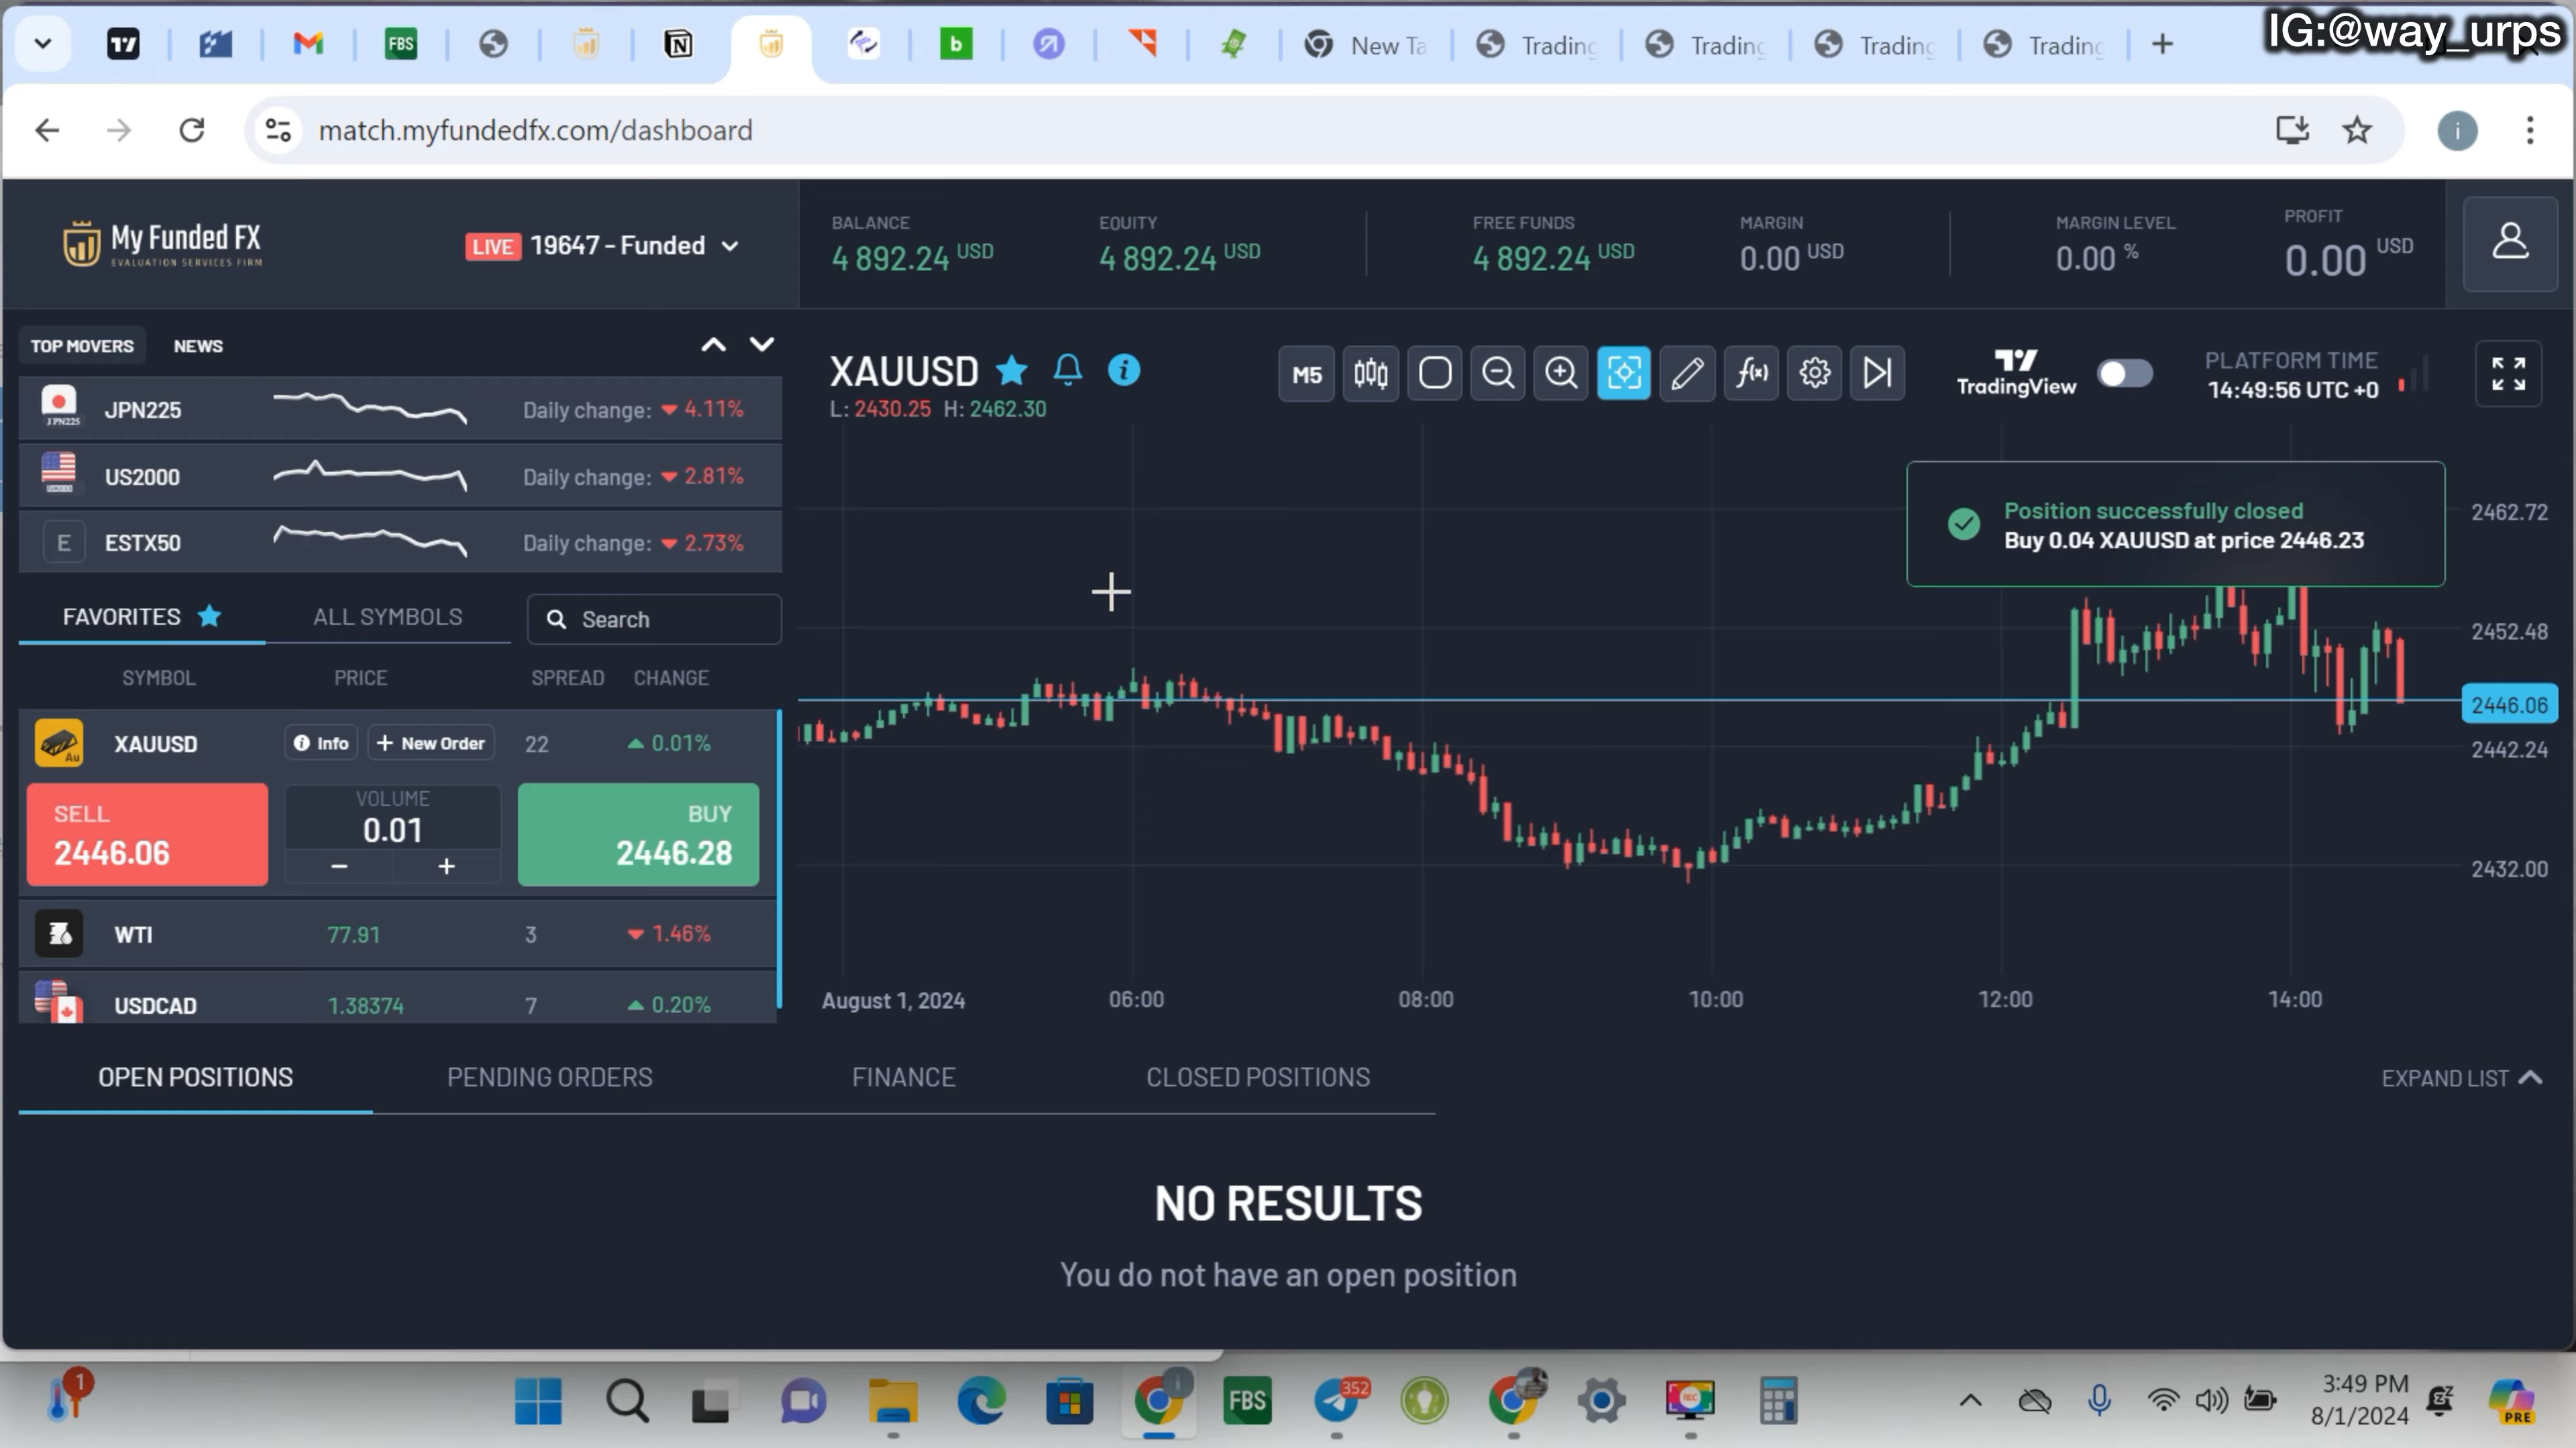 IG:@way_urps
FBS
New Ta
Trading
Trading
Trading
Trading
match.myfundedfx.com/dashboard
My Funded FX
EVALUATION SERVICES FIRM
LIVE 19647 - Funded
BALANCE
4 892.24 USD
EQUITY
4 892.24 USD
FREE FUNDS
4 892.24 USD
MARGIN
0.00 USD
MARGIN LEVEL
0.00 %
PROFIT
0.00 USD
TOP MOVERS
NEWS
JPN225
JPN225
Daily change: 4.11%
US2000
US2000
Daily change: 2.81%
E
ESTX50
Daily change: 2.73%
FAVORITES
ALL SYMBOLS
Search
SYMBOL
PRICE
SPREAD
CHANGE
Au
XAUUSD
Info
+ New Order
22
0.01%
SELL
2446.06
VOLUME
0.01
BUY
2446.28
WTI
77.91
3
1.46%
USDCAD
1.38374
7
0.20%
XAUUSD
L: 2430.25 H: 2462.30
M5
f(x)
TradingView
PLATFORM TIME
14:49:56 UTC +0
Position successfully closed
Buy 0.04 XAUUSD at price 2446.23
2462.72
2452.48
2446.06
2442.24
2432.00
August 1, 2024
06:00
08:00
10:00
12:00
14:00
OPEN POSITIONS
PENDING ORDERS
FINANCE
CLOSED POSITIONS
EXPAND LIST
NO RESULTS
You do not have an open position
1
FBS
352
REC
3:49 PM
8/1/2024
PRE